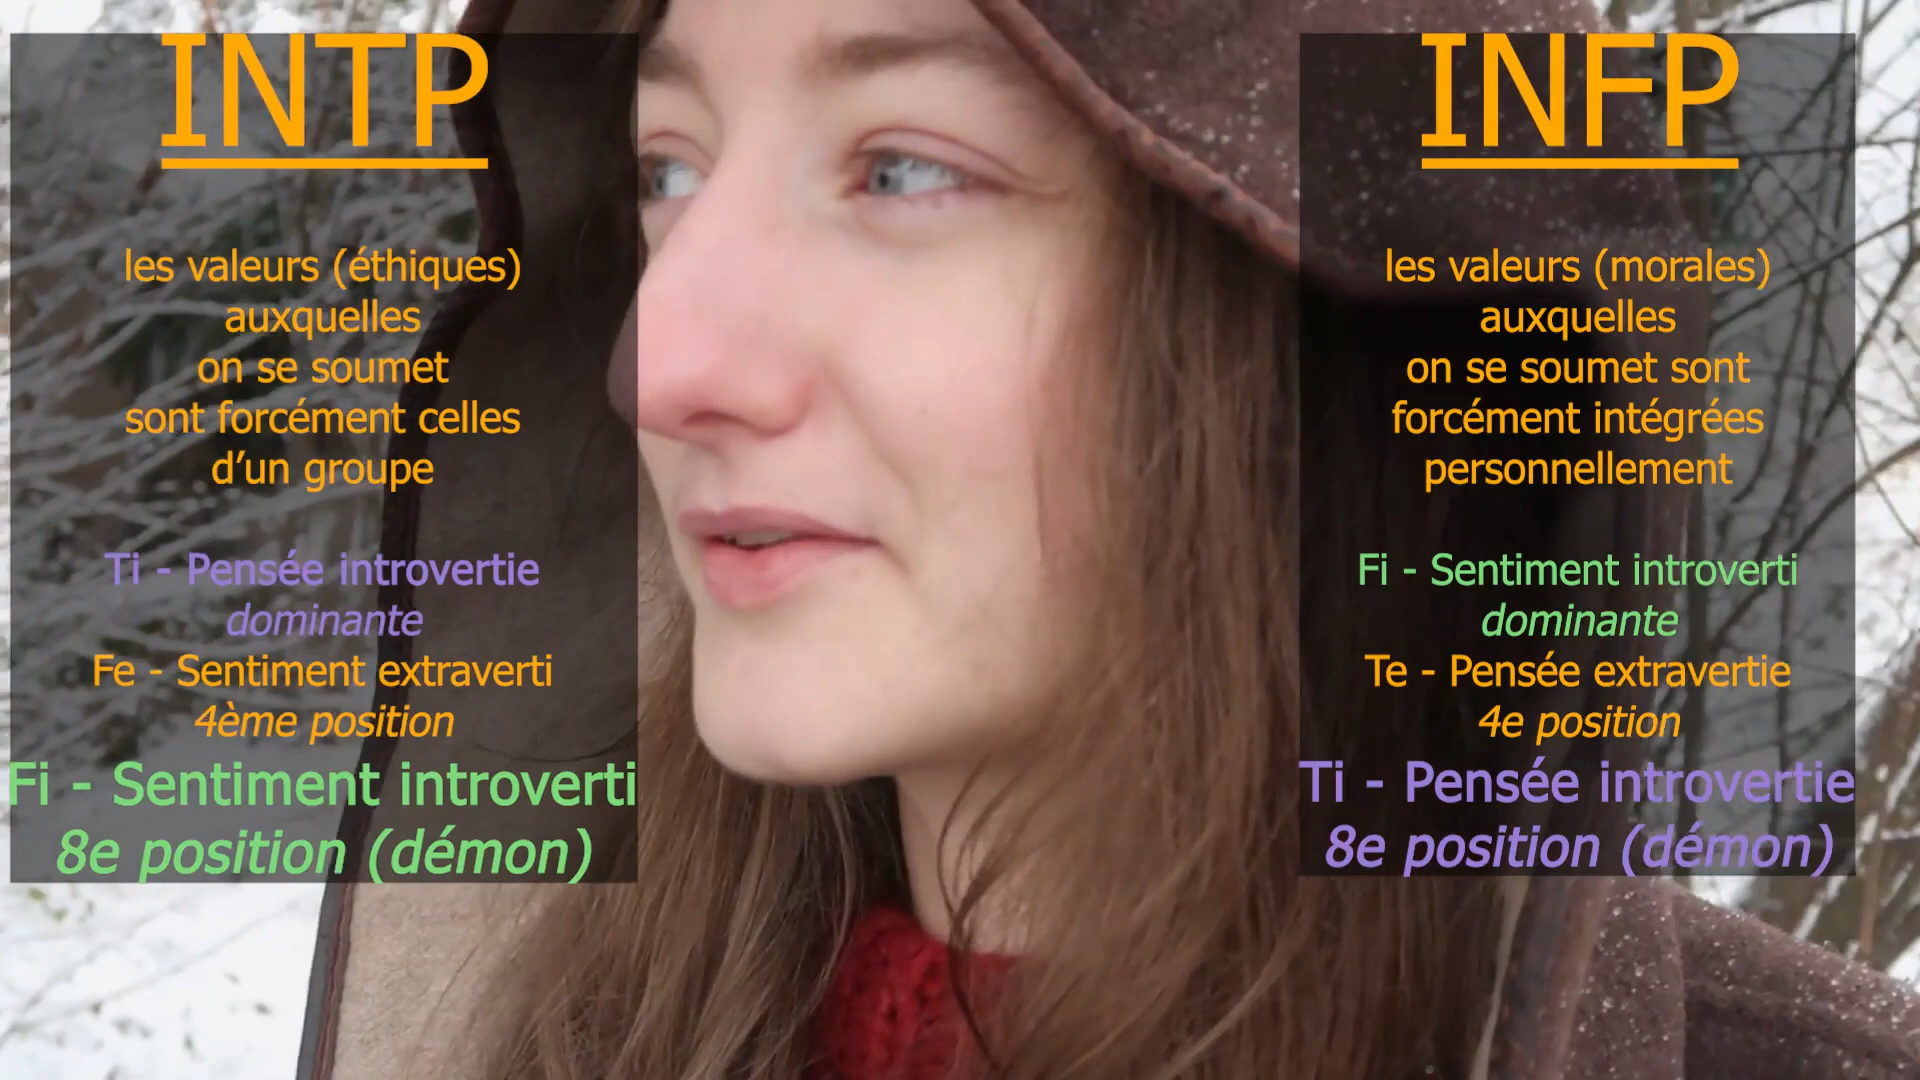 INTP
les valeurs (éthiques)
auxquelles
on se soumet
sont forcément celles
d’un groupe
Ti - Pensée introvertie
dominante
Fe - Sentiment extraverti
4ème position
Fi - Sentiment introverti
8e position (démon)
INFP
les valeurs (morales)
auxquelles
on se soumet sont
forcément intégrées
personnellement
Fi - Sentiment introverti
dominante
Te - Pensée extravertie
4e position
Ti - Pensée introvertie
8e position (démon)